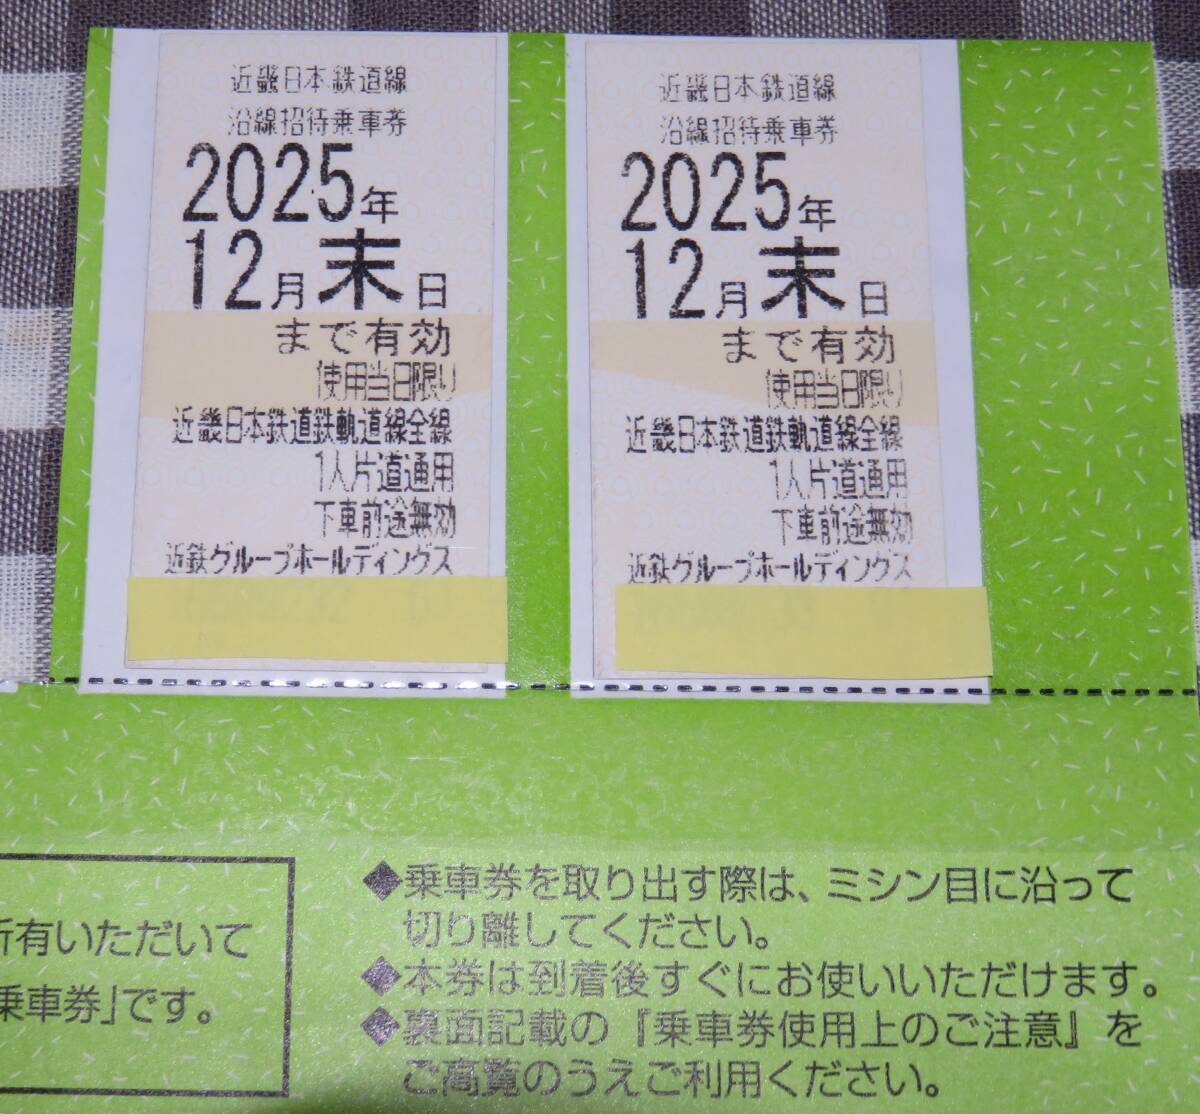 近畿日本鉄道線
沿線招待乗車券
2025年
12月末日
まで有効
使用当日限り
近畿日本鉄道鉄軌道線全線
1人片道通用
下車前途無効
近鉄グループホールディングス
近畿日本鉄道線
沿線招待乗車券
2025年
12月末日
まで有効
使用当日限り
近畿日本鉄道鉄軌道線全線
1人片道通用
下車前途無効
近鉄グループホールディングス
所有いただいて
乗車券」です。
◆乗車券を取り出す際は、ミシン目に沿って
切り離してください。
◆本券は到着後すぐにお使いいただけます。
◆裏面記載の『乗車券使用上のご注意』を
ご高覧のうえご利用ください。